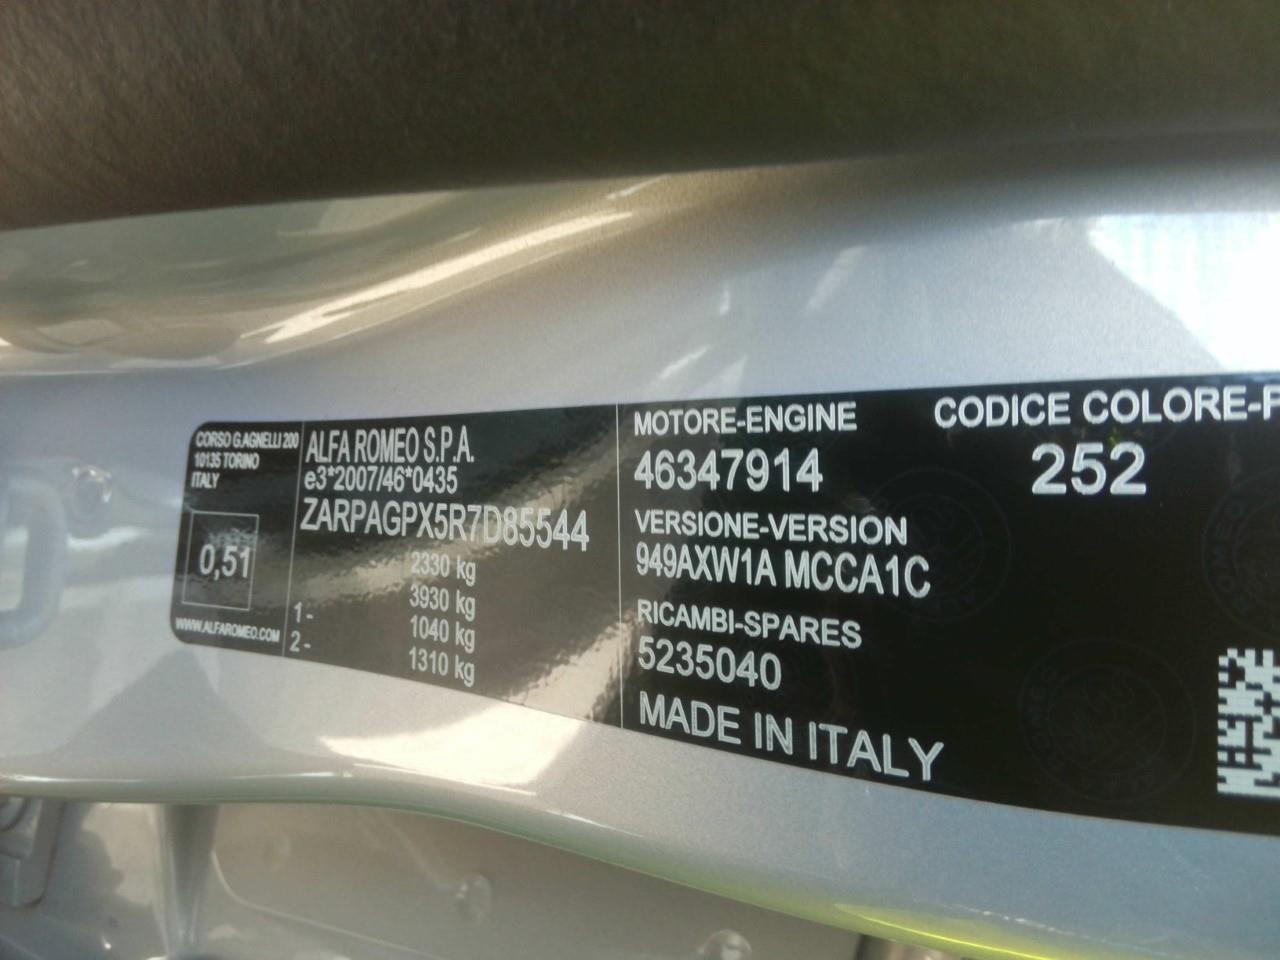 CORSO G.AGNELLI 200
10135 TORINO
ITALY
0,51
WWW.ALFAROMEO.COM
ALFA ROMEO S.P.A.
e3*2007/46*0435
ZARPAGPX5R7D85544
2330 kg
3930 kg
1- 1040 kg
2- 1310 kg
MOTORE-ENGINE
46347914
VERSIONE-VERSION
949AXW1A MCCA1C
RICAMBI-SPARES
5235040
MADE IN ITALY
CODICE COLORE-P
252